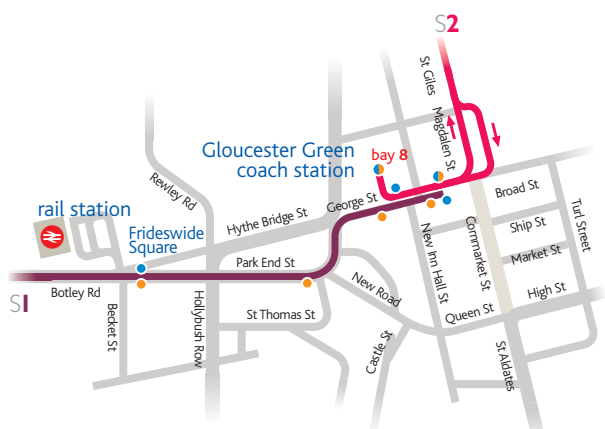 S2
St Giles
Magdalen St
Gloucester Green
coach station
bay 8
Rewley Rd
George St
Broad St
rail station
Hythe Bridge St
Turl Street
Ship St
Frideswide
Square
New Inn Hall St
Cornmarket St
Market St
Park End St
High St
S1
Botley Rd
New Road
Queen St
Becket St
Hollybush Row
St Thomas St
Castle St
St Aldates